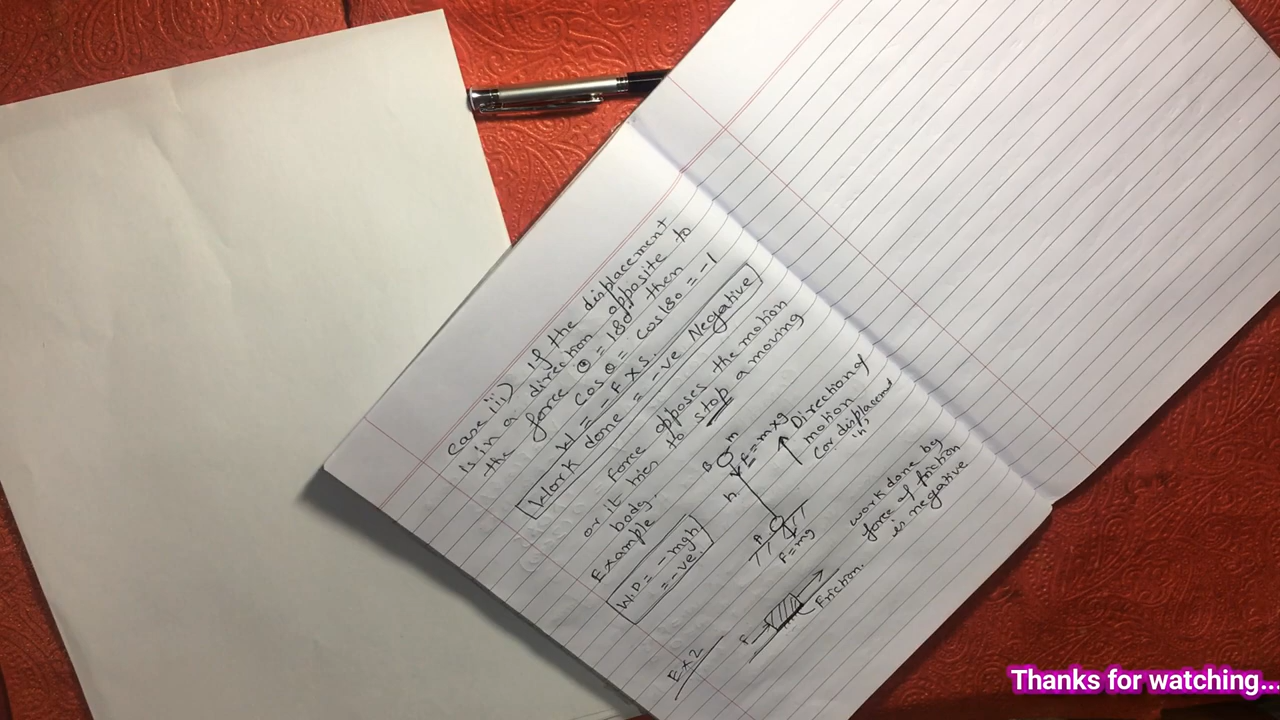 case iii) If the displacement
is in a direction opposite to
the force θ = 180° then
cos θ = cos 180 = -1
W = - F × S.
Work done = -ve Negative
Force opposes the motion
or it tries to stop a moving
body.
Example
W.D. = - mgh
= -ve.
B
m
F = m×g
h
A
F = mg
Direction of
motion
(or displacement
"h")
Ex 2
F
Friction.
work done by
force of friction
is negative
Thanks for watching...